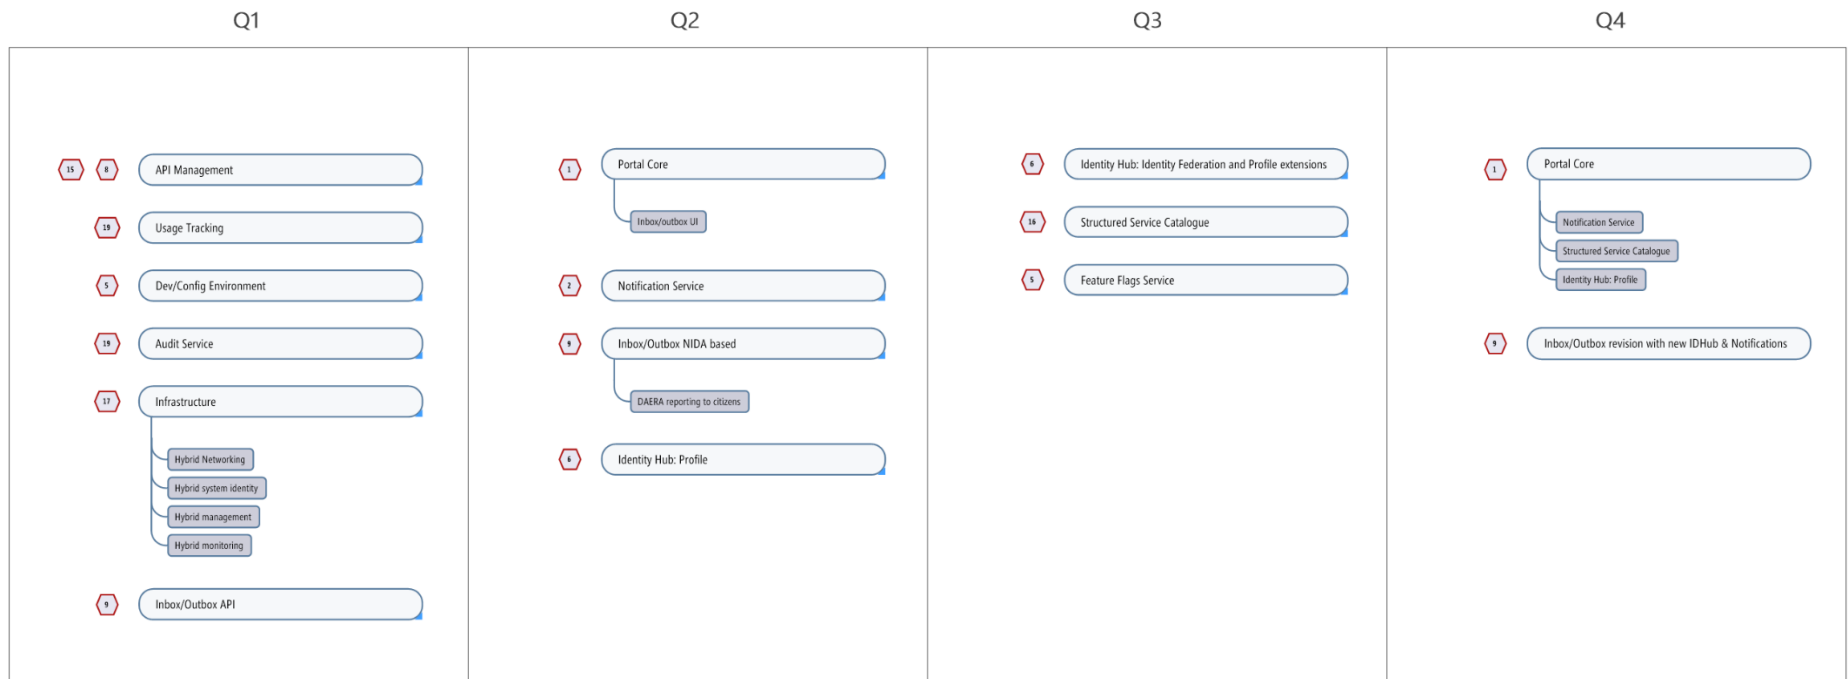 Q1
Q2
Q3
Q4
15
8
API Management
19
Usage Tracking
5
Dev/Config Environment
19
Audit Service
17
Infrastructure
Hybrid Networking
Hybrid system identity
Hybrid management
Hybrid monitoring
9
Inbox/Outbox API
1
Portal Core
Inbox/outbox UI
2
Notification Service
9
Inbox/Outbox NIDA based
DAERA reporting to citizens
6
Identity Hub: Profile
6
Identity Hub: Identity Federation and Profile extensions
16
Structured Service Catalogue
5
Feature Flags Service
1
Portal Core
Notification Service
Structured Service Catalogue
Identity Hub: Profile
9
Inbox/Outbox revision with new IDHub & Notifications